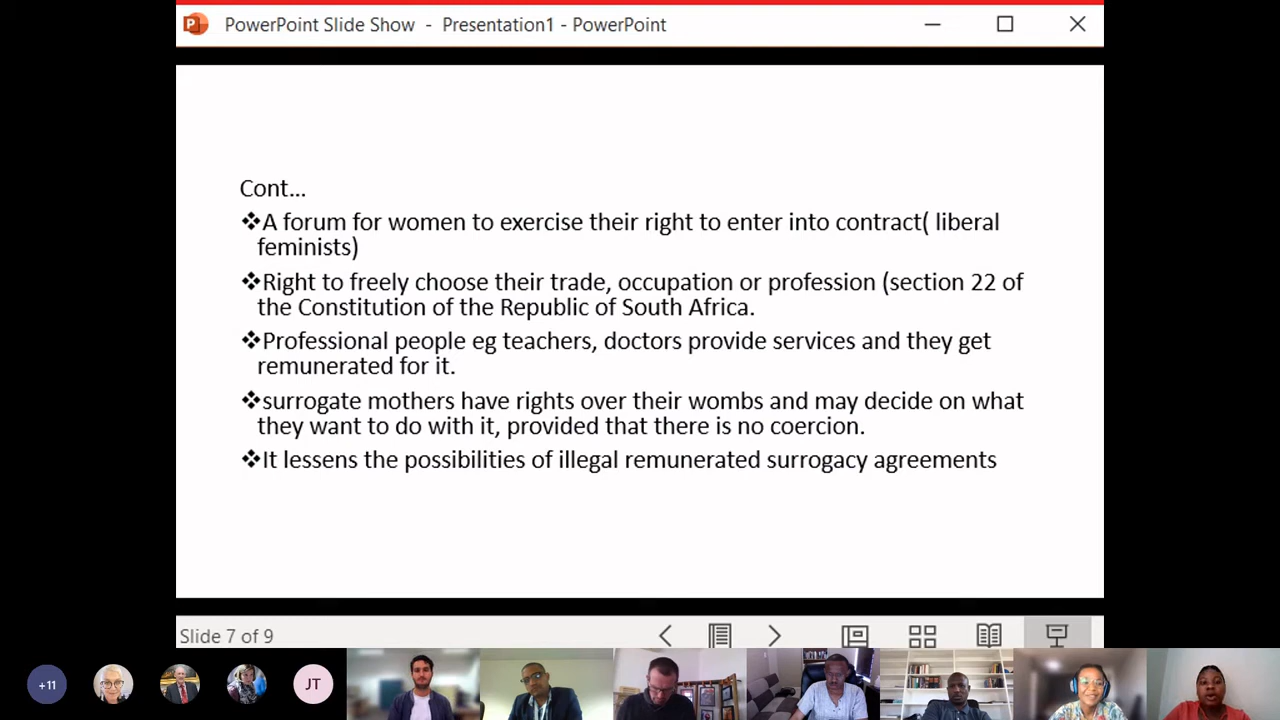 PowerPoint Slide Show - Presentation1 - PowerPoint
Cont...
❖A forum for women to exercise their right to enter into contract( liberal
feminists)
❖Right to freely choose their trade, occupation or profession (section 22 of
the Constitution of the Republic of South Africa.
❖Professional people eg teachers, doctors provide services and they get
remunerated for it.
❖surrogate mothers have rights over their wombs and may decide on what
they want to do with it, provided that there is no coercion.
❖It lessens the possibilities of illegal remunerated surrogacy agreements
Slide 7 of 9
+11
JT